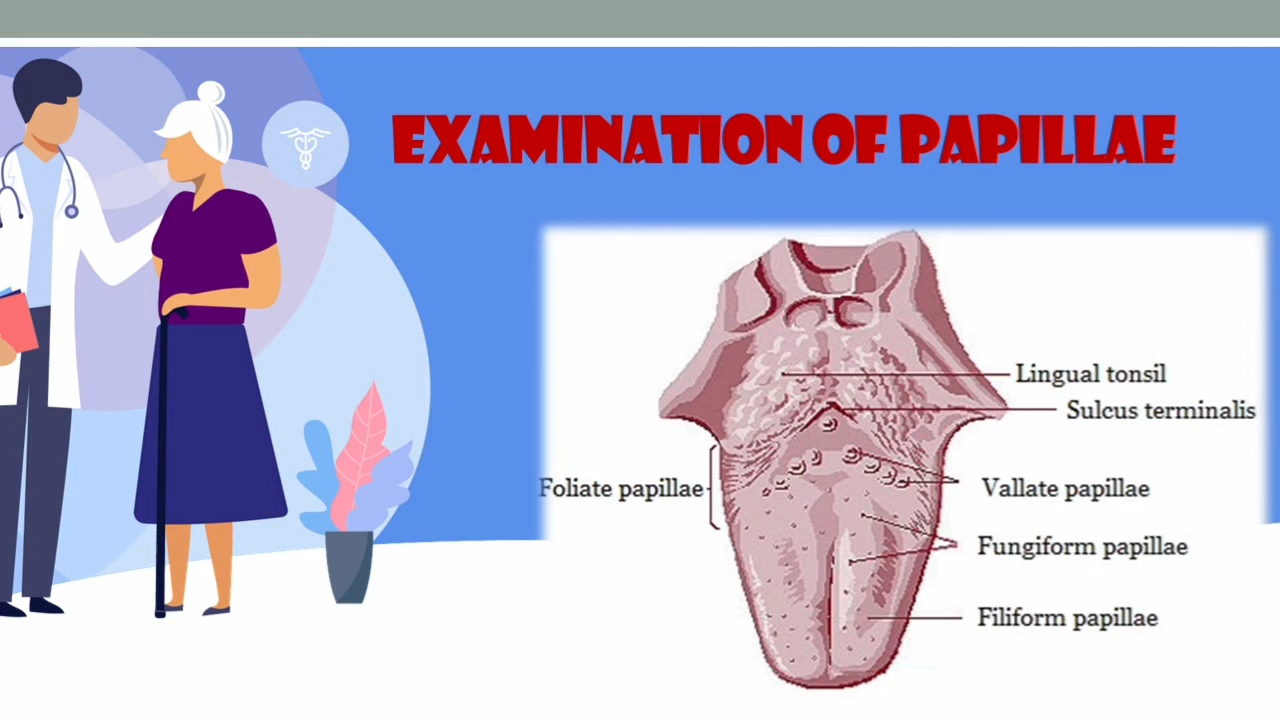 EXAMINATION OF PAPILLAE
Lingual tonsil
Sulcus terminalis
Foliate papillae
Vallate papillae
Fungiform papillae
Filiform papillae